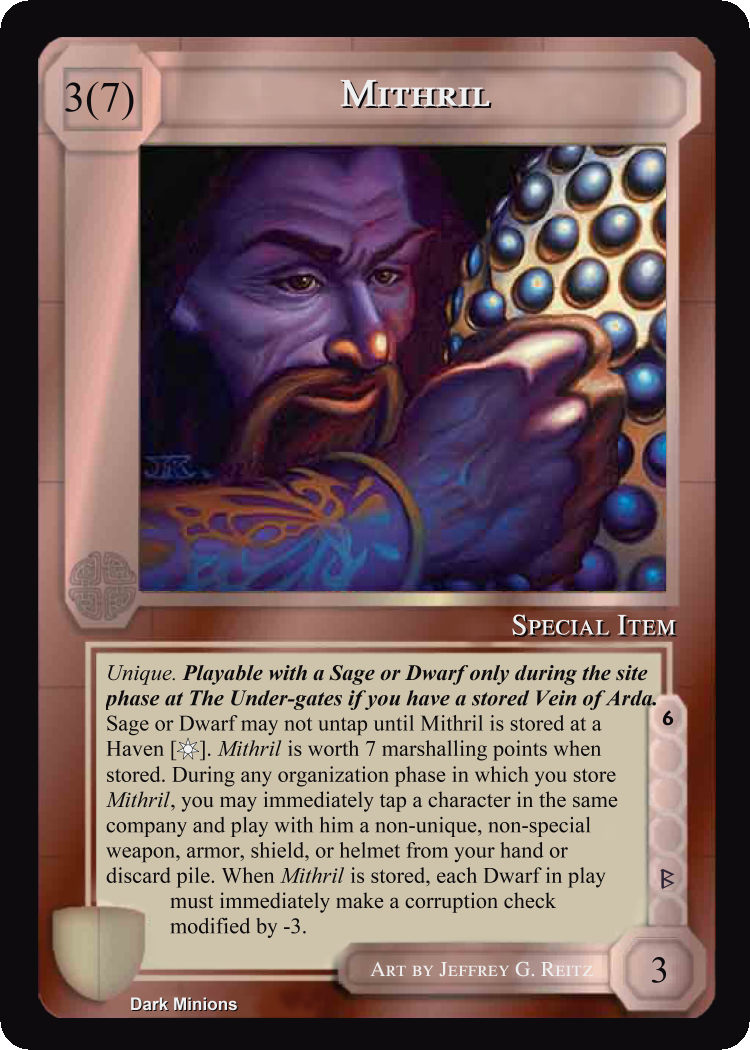 3(7)
Mithril
JRK
Special Item
Unique. Playable with a Sage or Dwarf only during the site
phase at The Under-gates if you have a stored Vein of Arda.
Sage or Dwarf may not untap until Mithril is stored at a
Haven [☼]. Mithril is worth 7 marshalling points when
stored. During any organization phase in which you store
Mithril, you may immediately tap a character in the same
company and play with him a non-unique, non-special
weapon, armor, shield, or helmet from your hand or
discard pile. When Mithril is stored, each Dwarf in play
must immediately make a corruption check
modified by -3.
6
ᛒ
Art by Jeffrey G. Reitz
3
Dark Minions